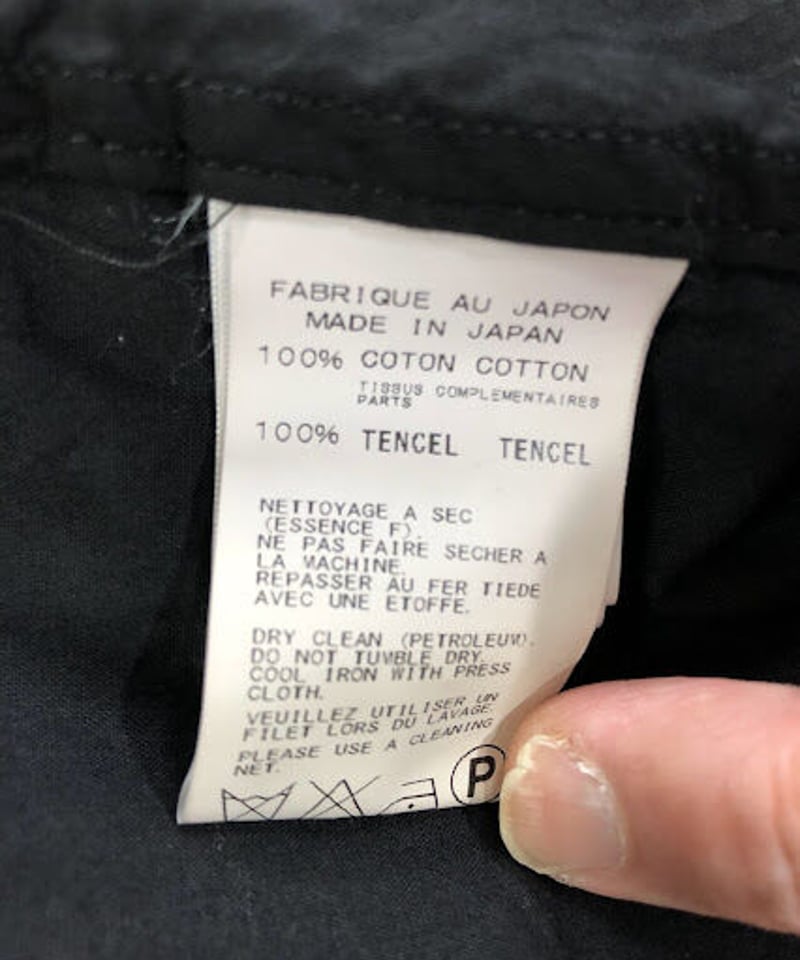 FABRIQUE AU JAPON
MADE IN JAPAN
100% COTON COTTON
TISSUS COMPLEMENTAIRES
PARTS
100% TENCEL TENCEL
NETTOYAGE A SEC
(ESSENCE F).
NE PAS FAIRE SECHER A
LA MACHINE.
REPASSER AU FER TIEDE
AVEC UNE ETOFFE.
DRY CLEAN (PETROLEUM).
DO NOT TUMBLE DRY.
COOL IRON WITH PRESS
CLOTH.
VEUILLEZ UTILISER UN
FILET LORS DU LAVAGE.
PLEASE USE A CLEANING
NET.
P